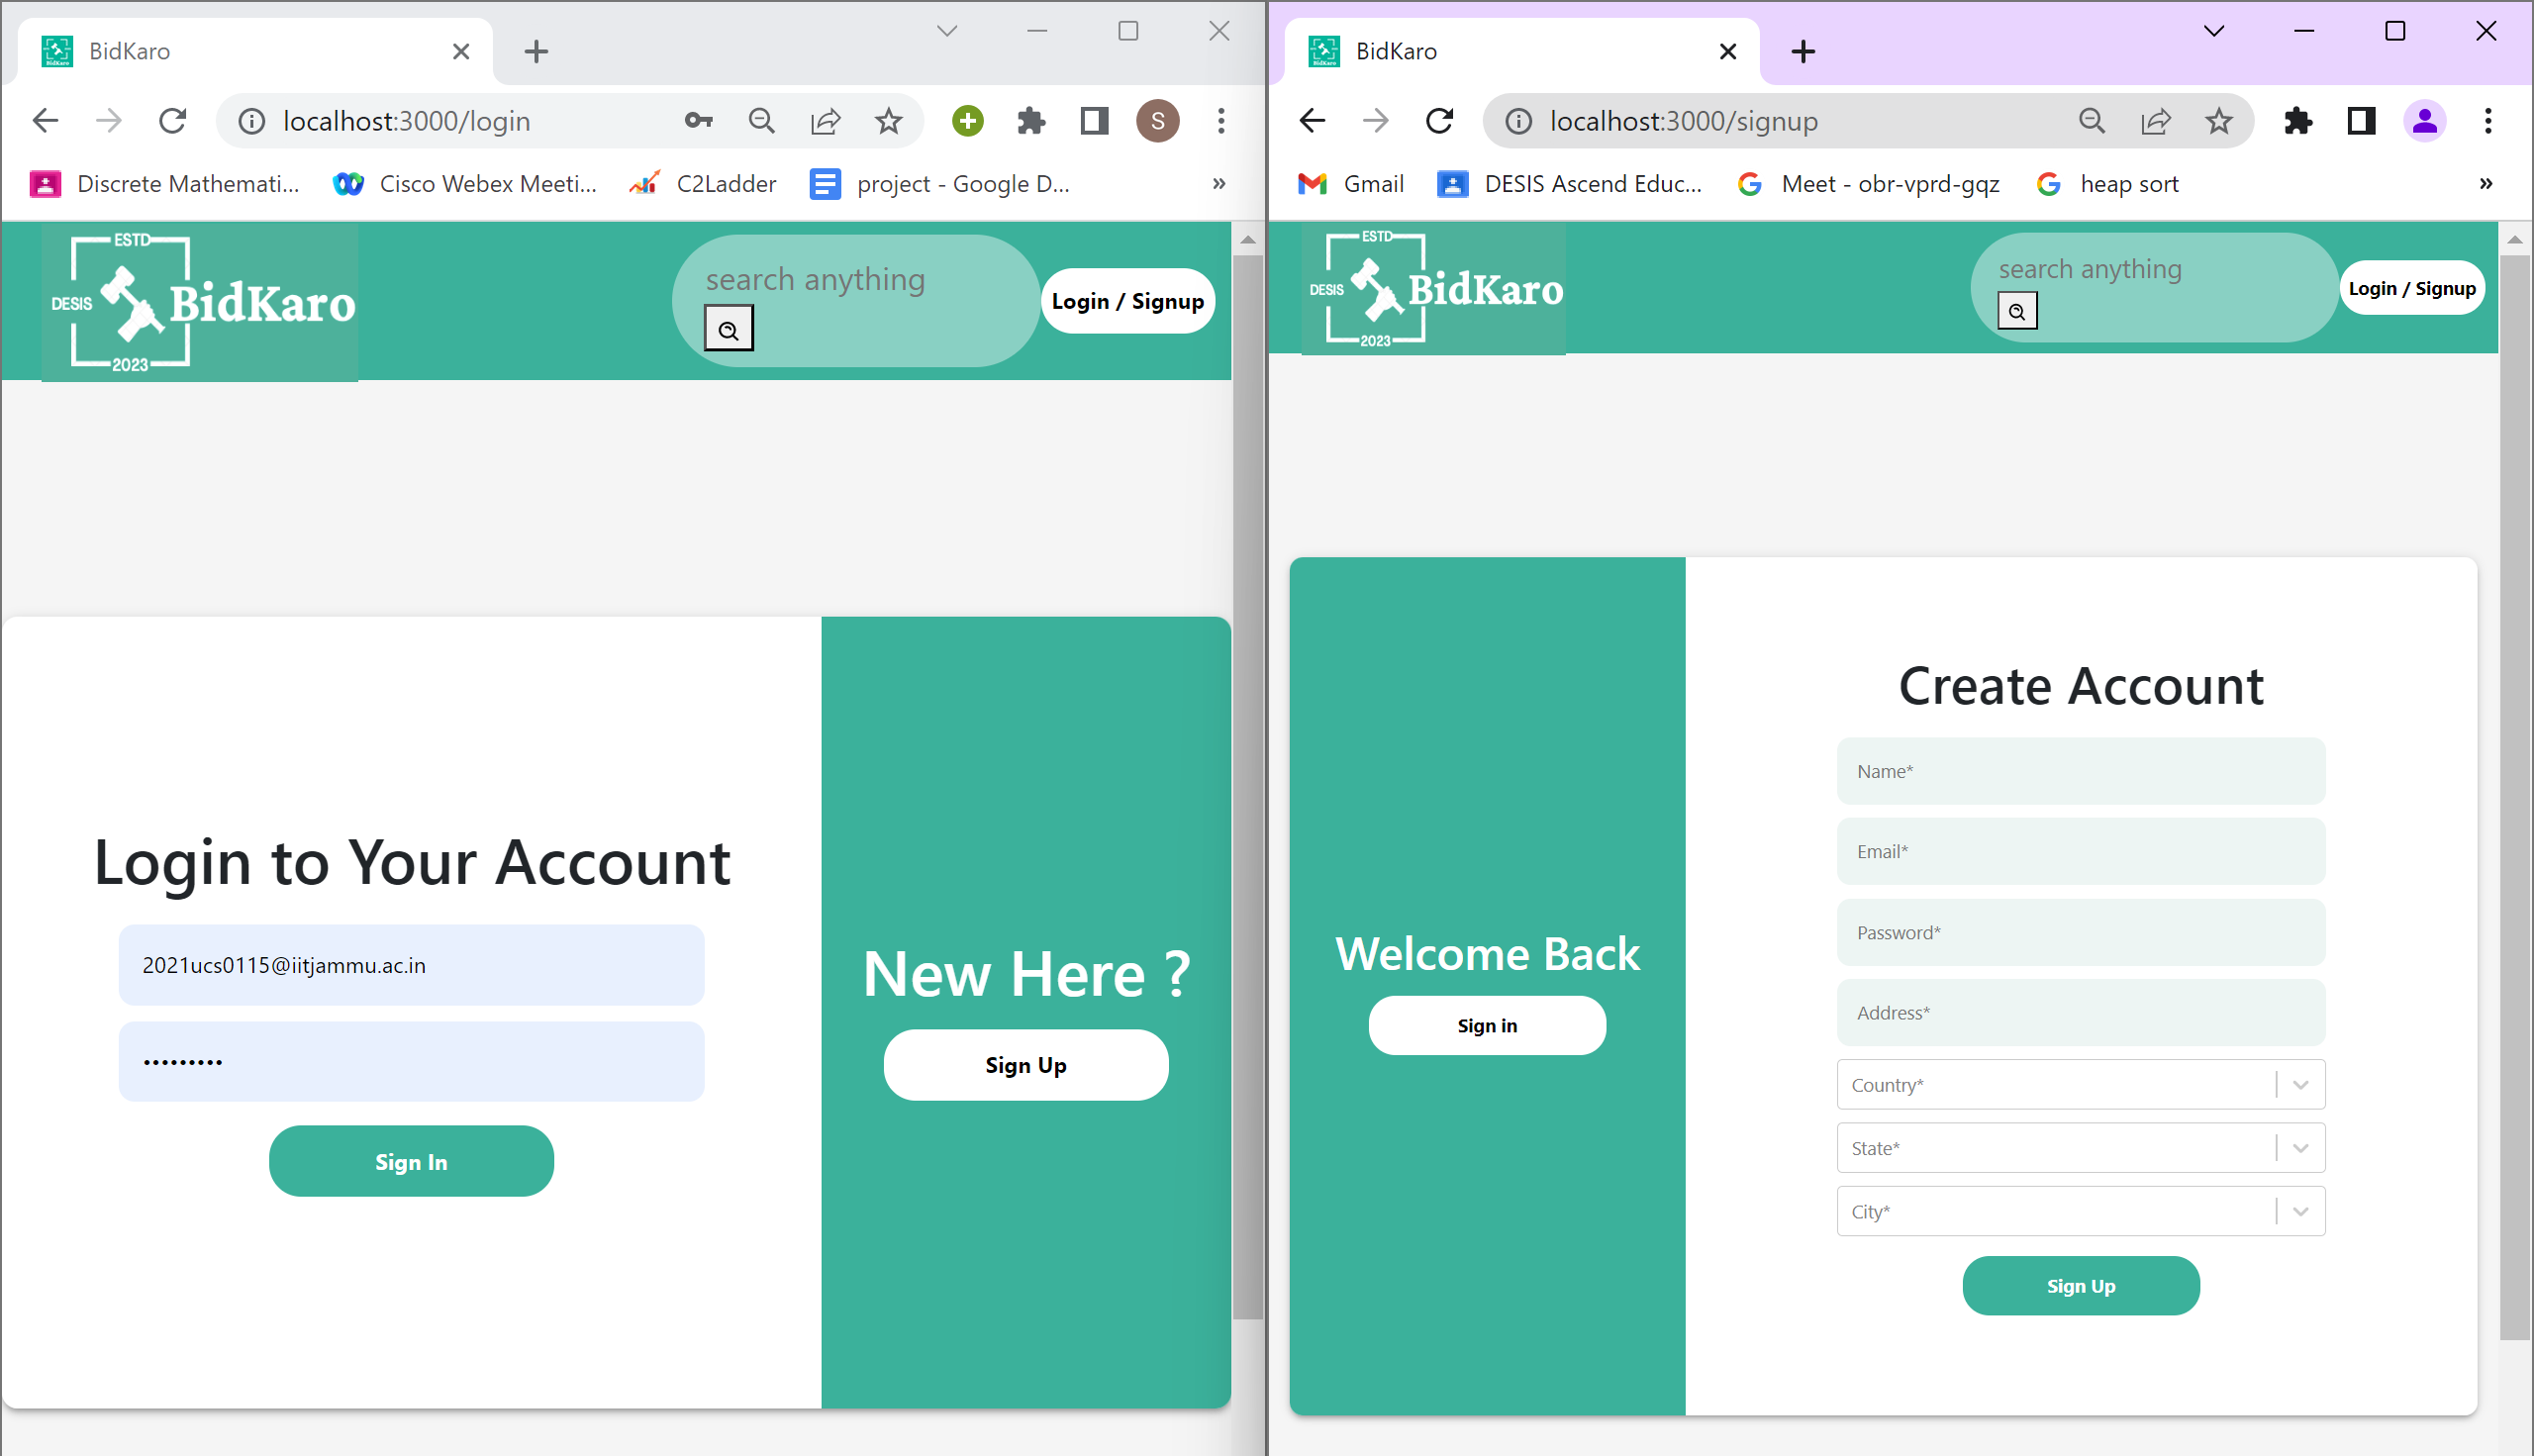 BidKaro
localhost:3000/login
S
Discrete Mathemati...
Cisco Webex Meeti...
C2Ladder
project - Google D...
»
ESTD
DESIS
BidKaro
2023
search anything
Login / Signup
Login to Your Account
2021ucs0115@iitjammu.ac.in
•••••••••
Sign In
New Here ?
Sign Up
BidKaro
localhost:3000/signup
Gmail
DESIS Ascend Educ...
Meet - obr-vprd-gqz
heap sort
»
ESTD
DESIS
BidKaro
2023
search anything
Login / Signup
Welcome Back
Sign in
Create Account
Name*
Email*
Password*
Address*
Country*
State*
City*
Sign Up